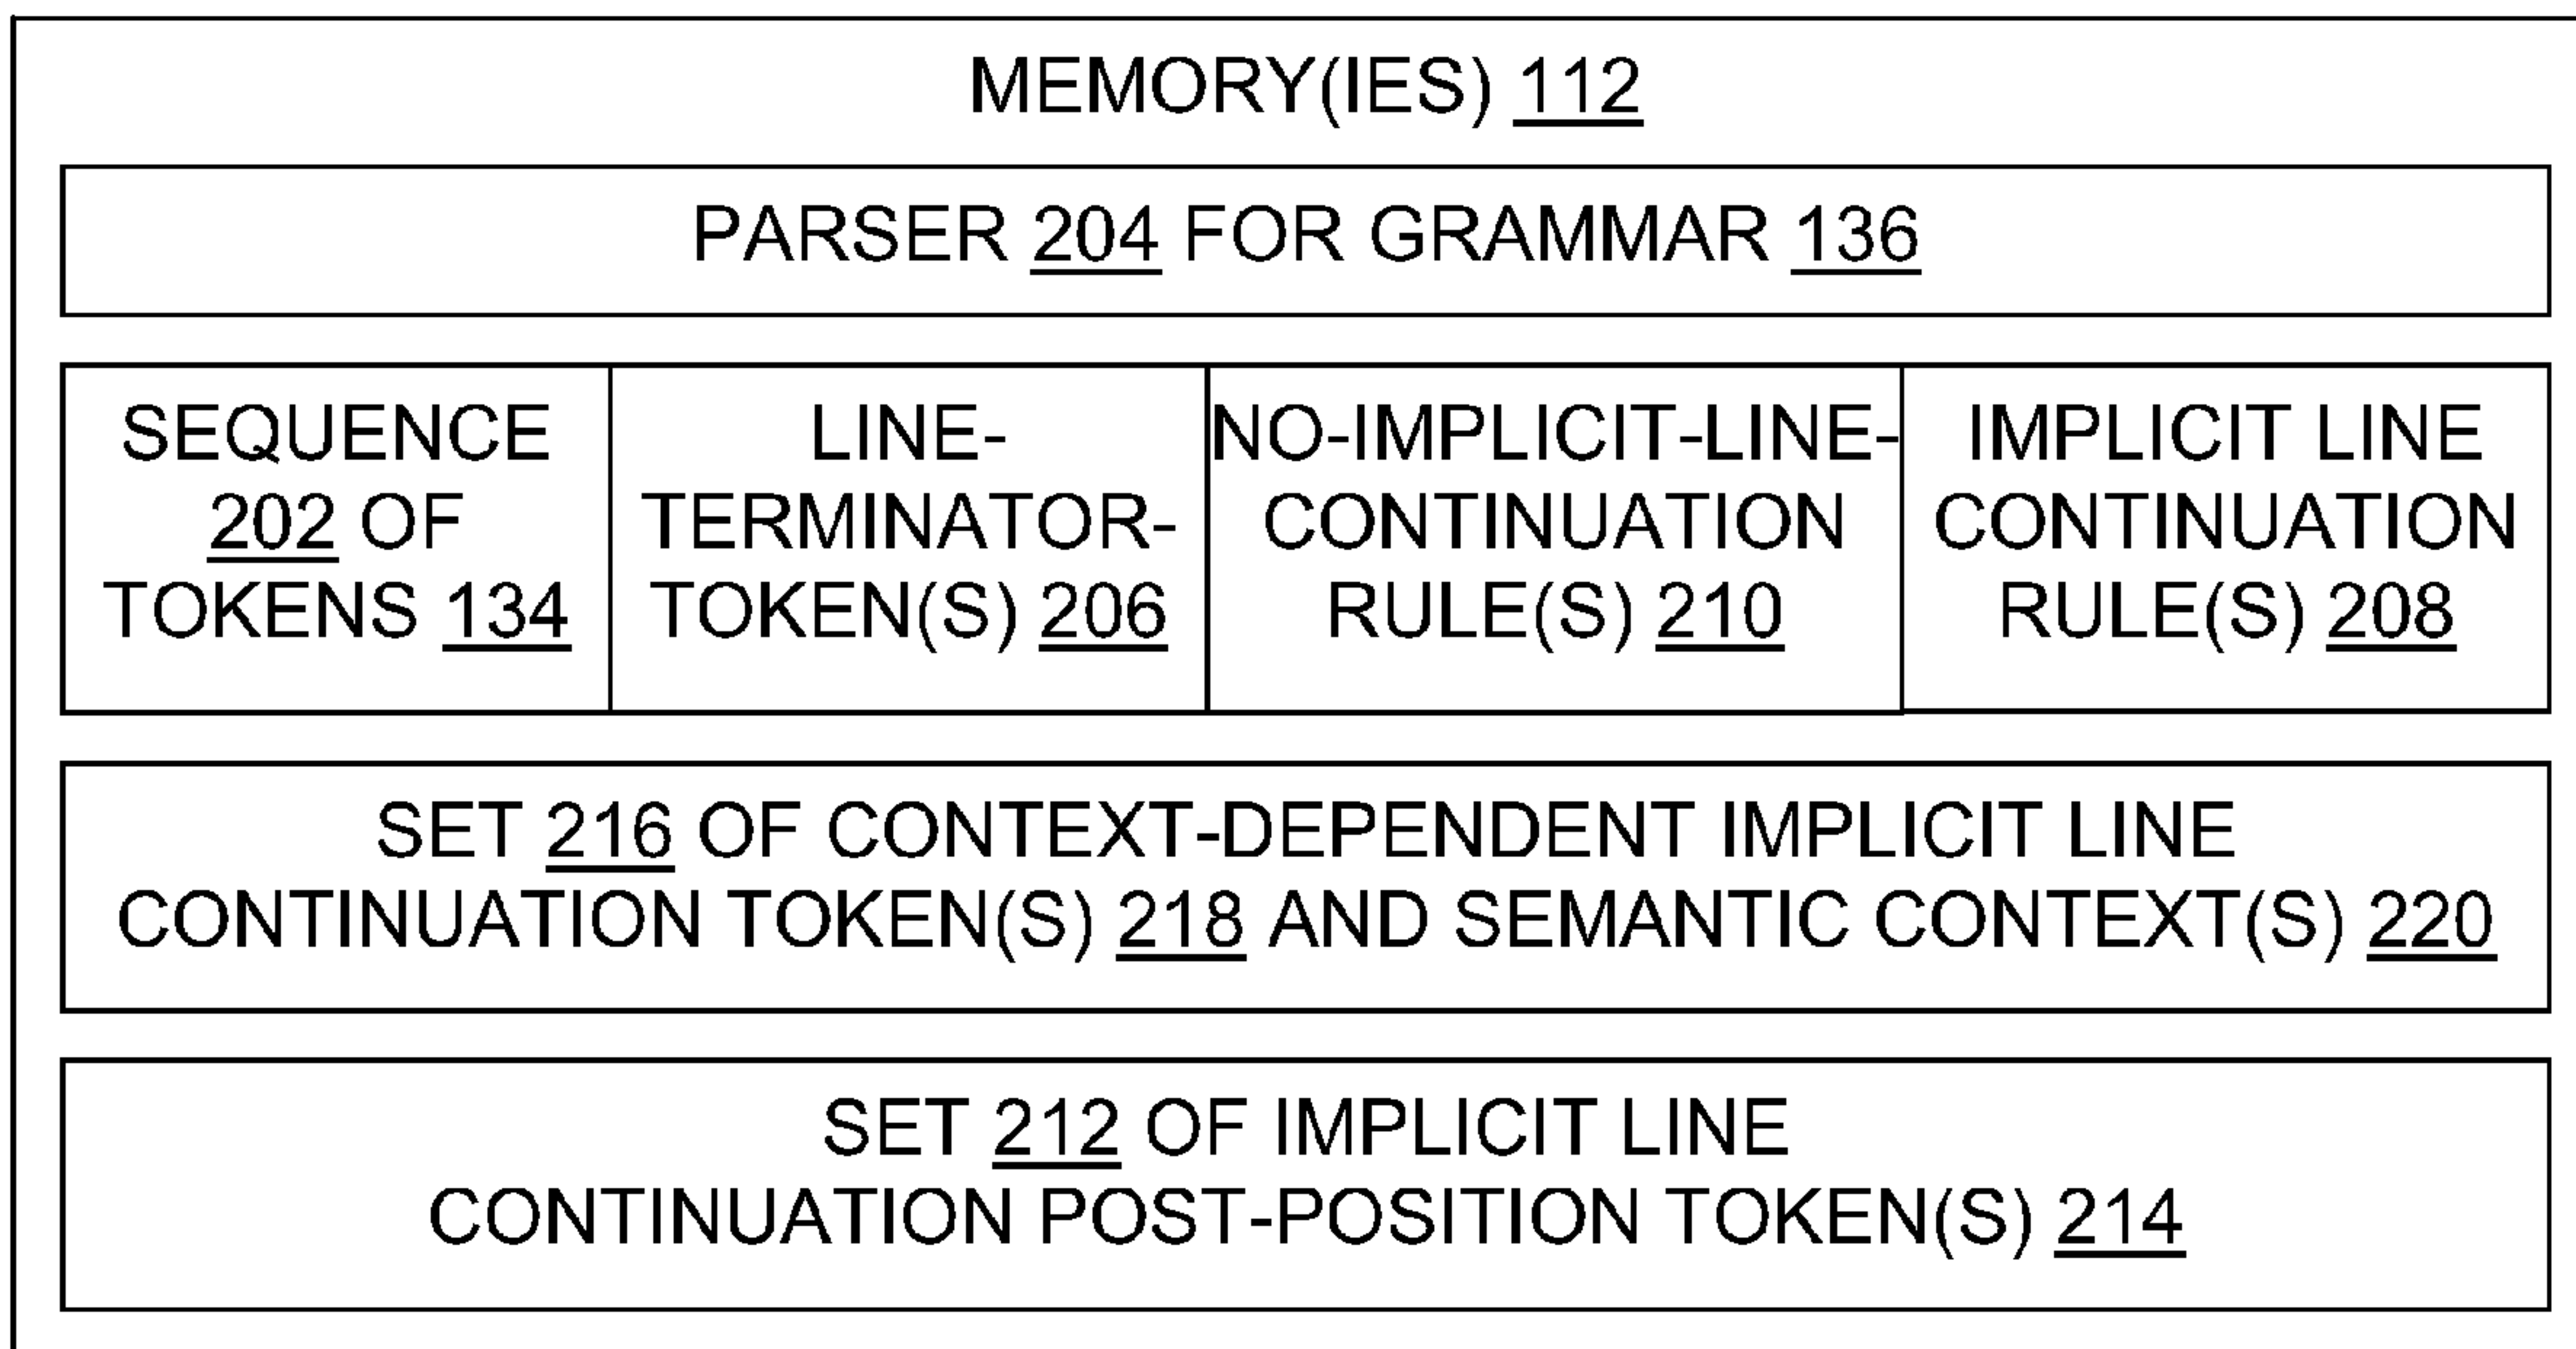 MEMORY(IES) 112
PARSER 204 FOR GRAMMAR 136
SEQUENCE
202 OF
TOKENS 134
LINE-
TERMINATOR-
TOKEN(S) 206
NO-IMPLICIT-LINE-
CONTINUATION
RULE(S) 210
IMPLICIT LINE
CONTINUATION
RULE(S) 208
SET 216 OF CONTEXT-DEPENDENT IMPLICIT LINE
CONTINUATION TOKEN(S) 218 AND SEMANTIC CONTEXT(S) 220
SET 212 OF IMPLICIT LINE
CONTINUATION POST-POSITION TOKEN(S) 214